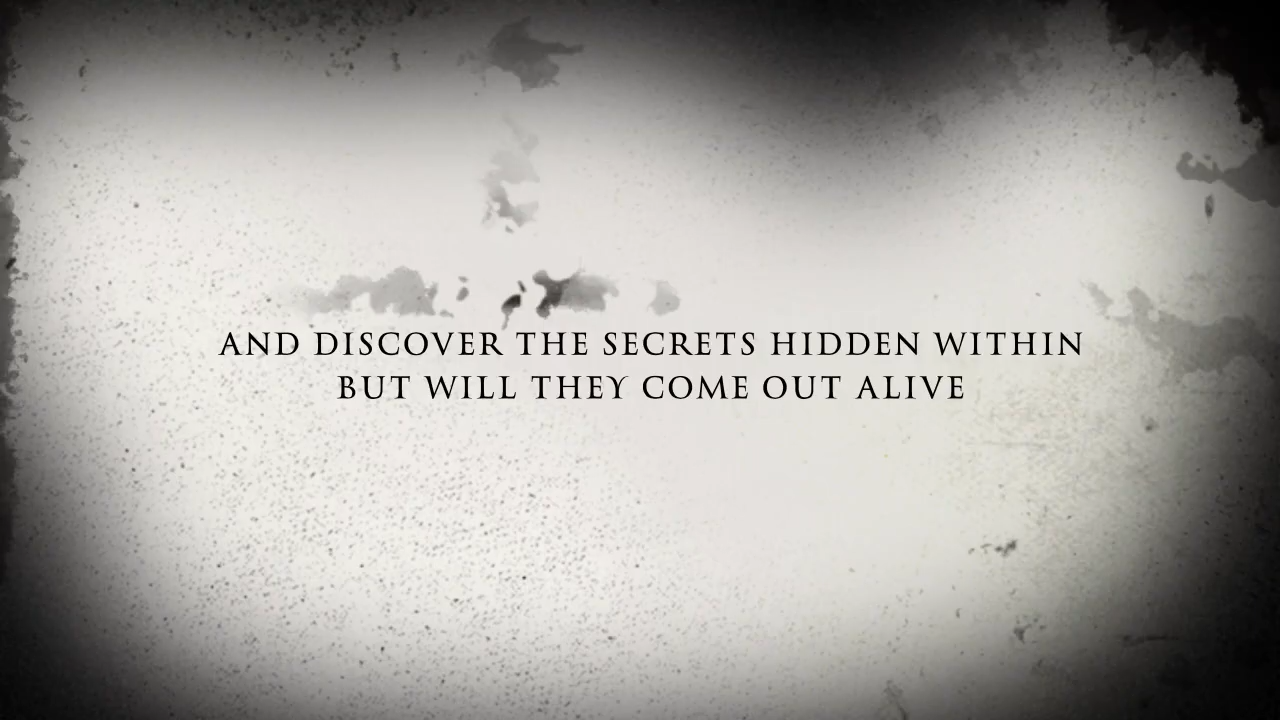 AND DISCOVER THE SECRETS HIDDEN WITHIN
BUT WILL THEY COME OUT ALIVE